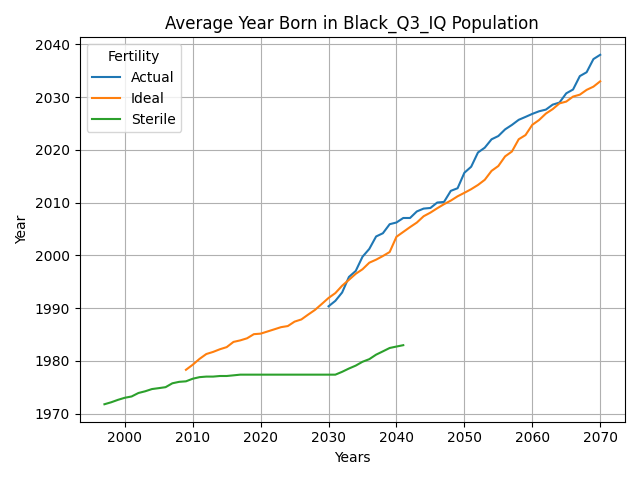 Average Year Born in Black_Q3_IQ Population
Year
2040
2030
2020
2010
2000
1990
1980
1970
Fertility
Actual
Ideal
Sterile
2000 2010 2020 2030 2040 2050 2060 2070
Years